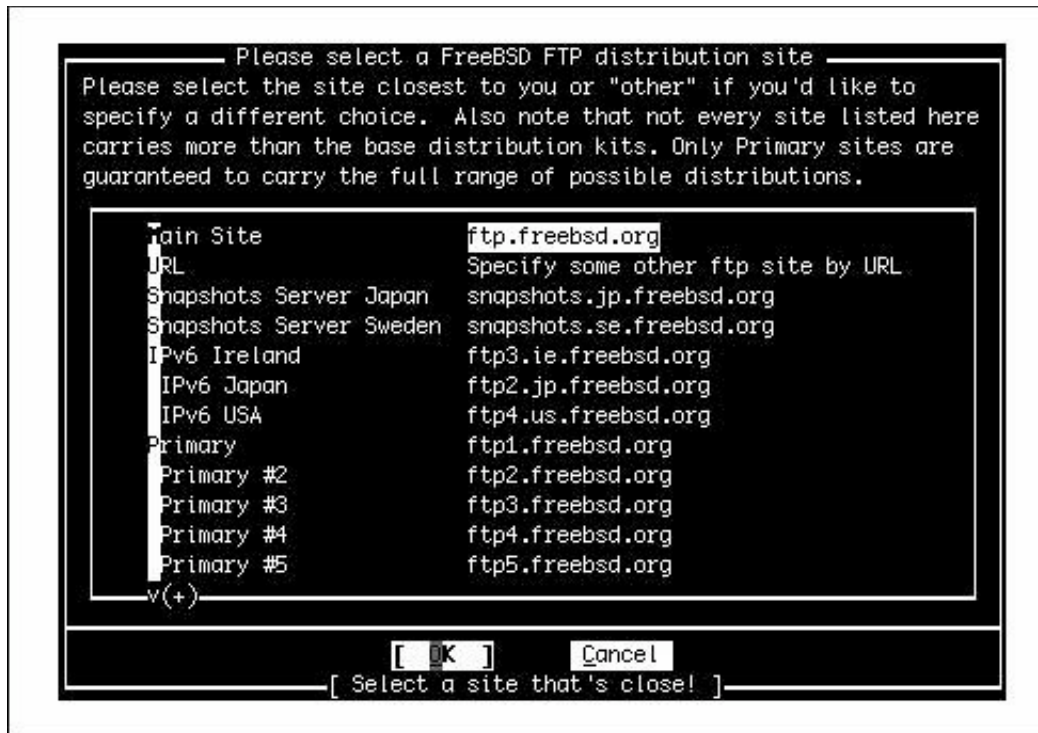 Please select a FreeBSD FTP distribution site
Please select the site closest to you or "other" if you'd like to
specify a different choice.  Also note that not every site listed here
carries more than the base distribution kits. Only Primary sites are
guaranteed to carry the full range of possible distributions.
Main Site ftp.freebsd.org
URL Specify some other ftp site by URL
Snapshots Server Japan snapshots.jp.freebsd.org
Snapshots Server Sweden snapshots.se.freebsd.org
IPv6 Ireland ftp3.ie.freebsd.org
IPv6 Japan ftp2.jp.freebsd.org
IPv6 USA ftp4.us.freebsd.org
Primary ftp1.freebsd.org
Primary #2 ftp2.freebsd.org
Primary #3 ftp3.freebsd.org
Primary #4 ftp4.freebsd.org
Primary #5 ftp5.freebsd.org
v(+)
[ OK ] Cancel
[ Select a site that's close! ]